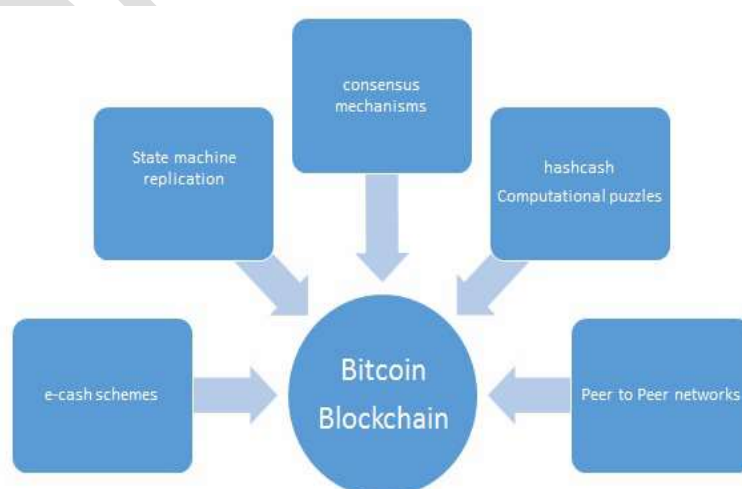 consensus
mechanisms
State machine
replication
hashcash
Computational puzzles
e-cash schemes
Bitcoin
Blockchain
Peer to Peer networks